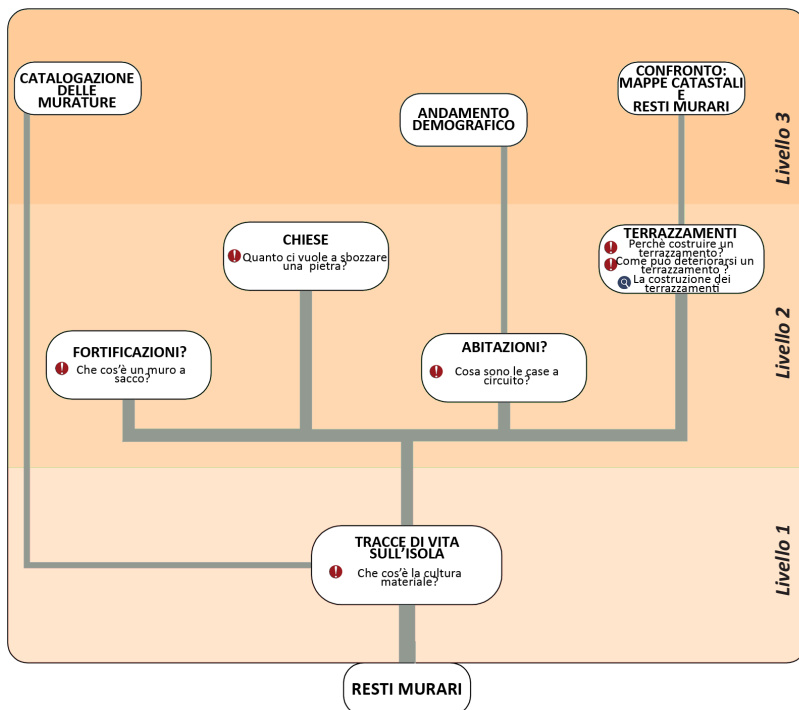 CATALOGAZIONE
DELLE
MURATURE
ANDAMENTO
DEMOGRAFICO
CONFRONTO:
MAPPE CATASTALI
E
RESTI MURARI
Livello 3
CHIESE
Quanto ci vuole a sbozzare
una pietra?
TERRAZZAMENTI
Perchè costruire un
terrazzamento?
Come può deteriorarsi un
terrazzamento ?
La costruzione dei
terrazzamenti
FORTIFICAZIONI?
Che cos'è un muro a
sacco?
ABITAZIONI?
Cosa sono le case a
circuito?
Livello 2
TRACCE DI VITA
SULL'ISOLA
Che cos'è la cultura
materiale?
Livello 1
RESTI MURARI